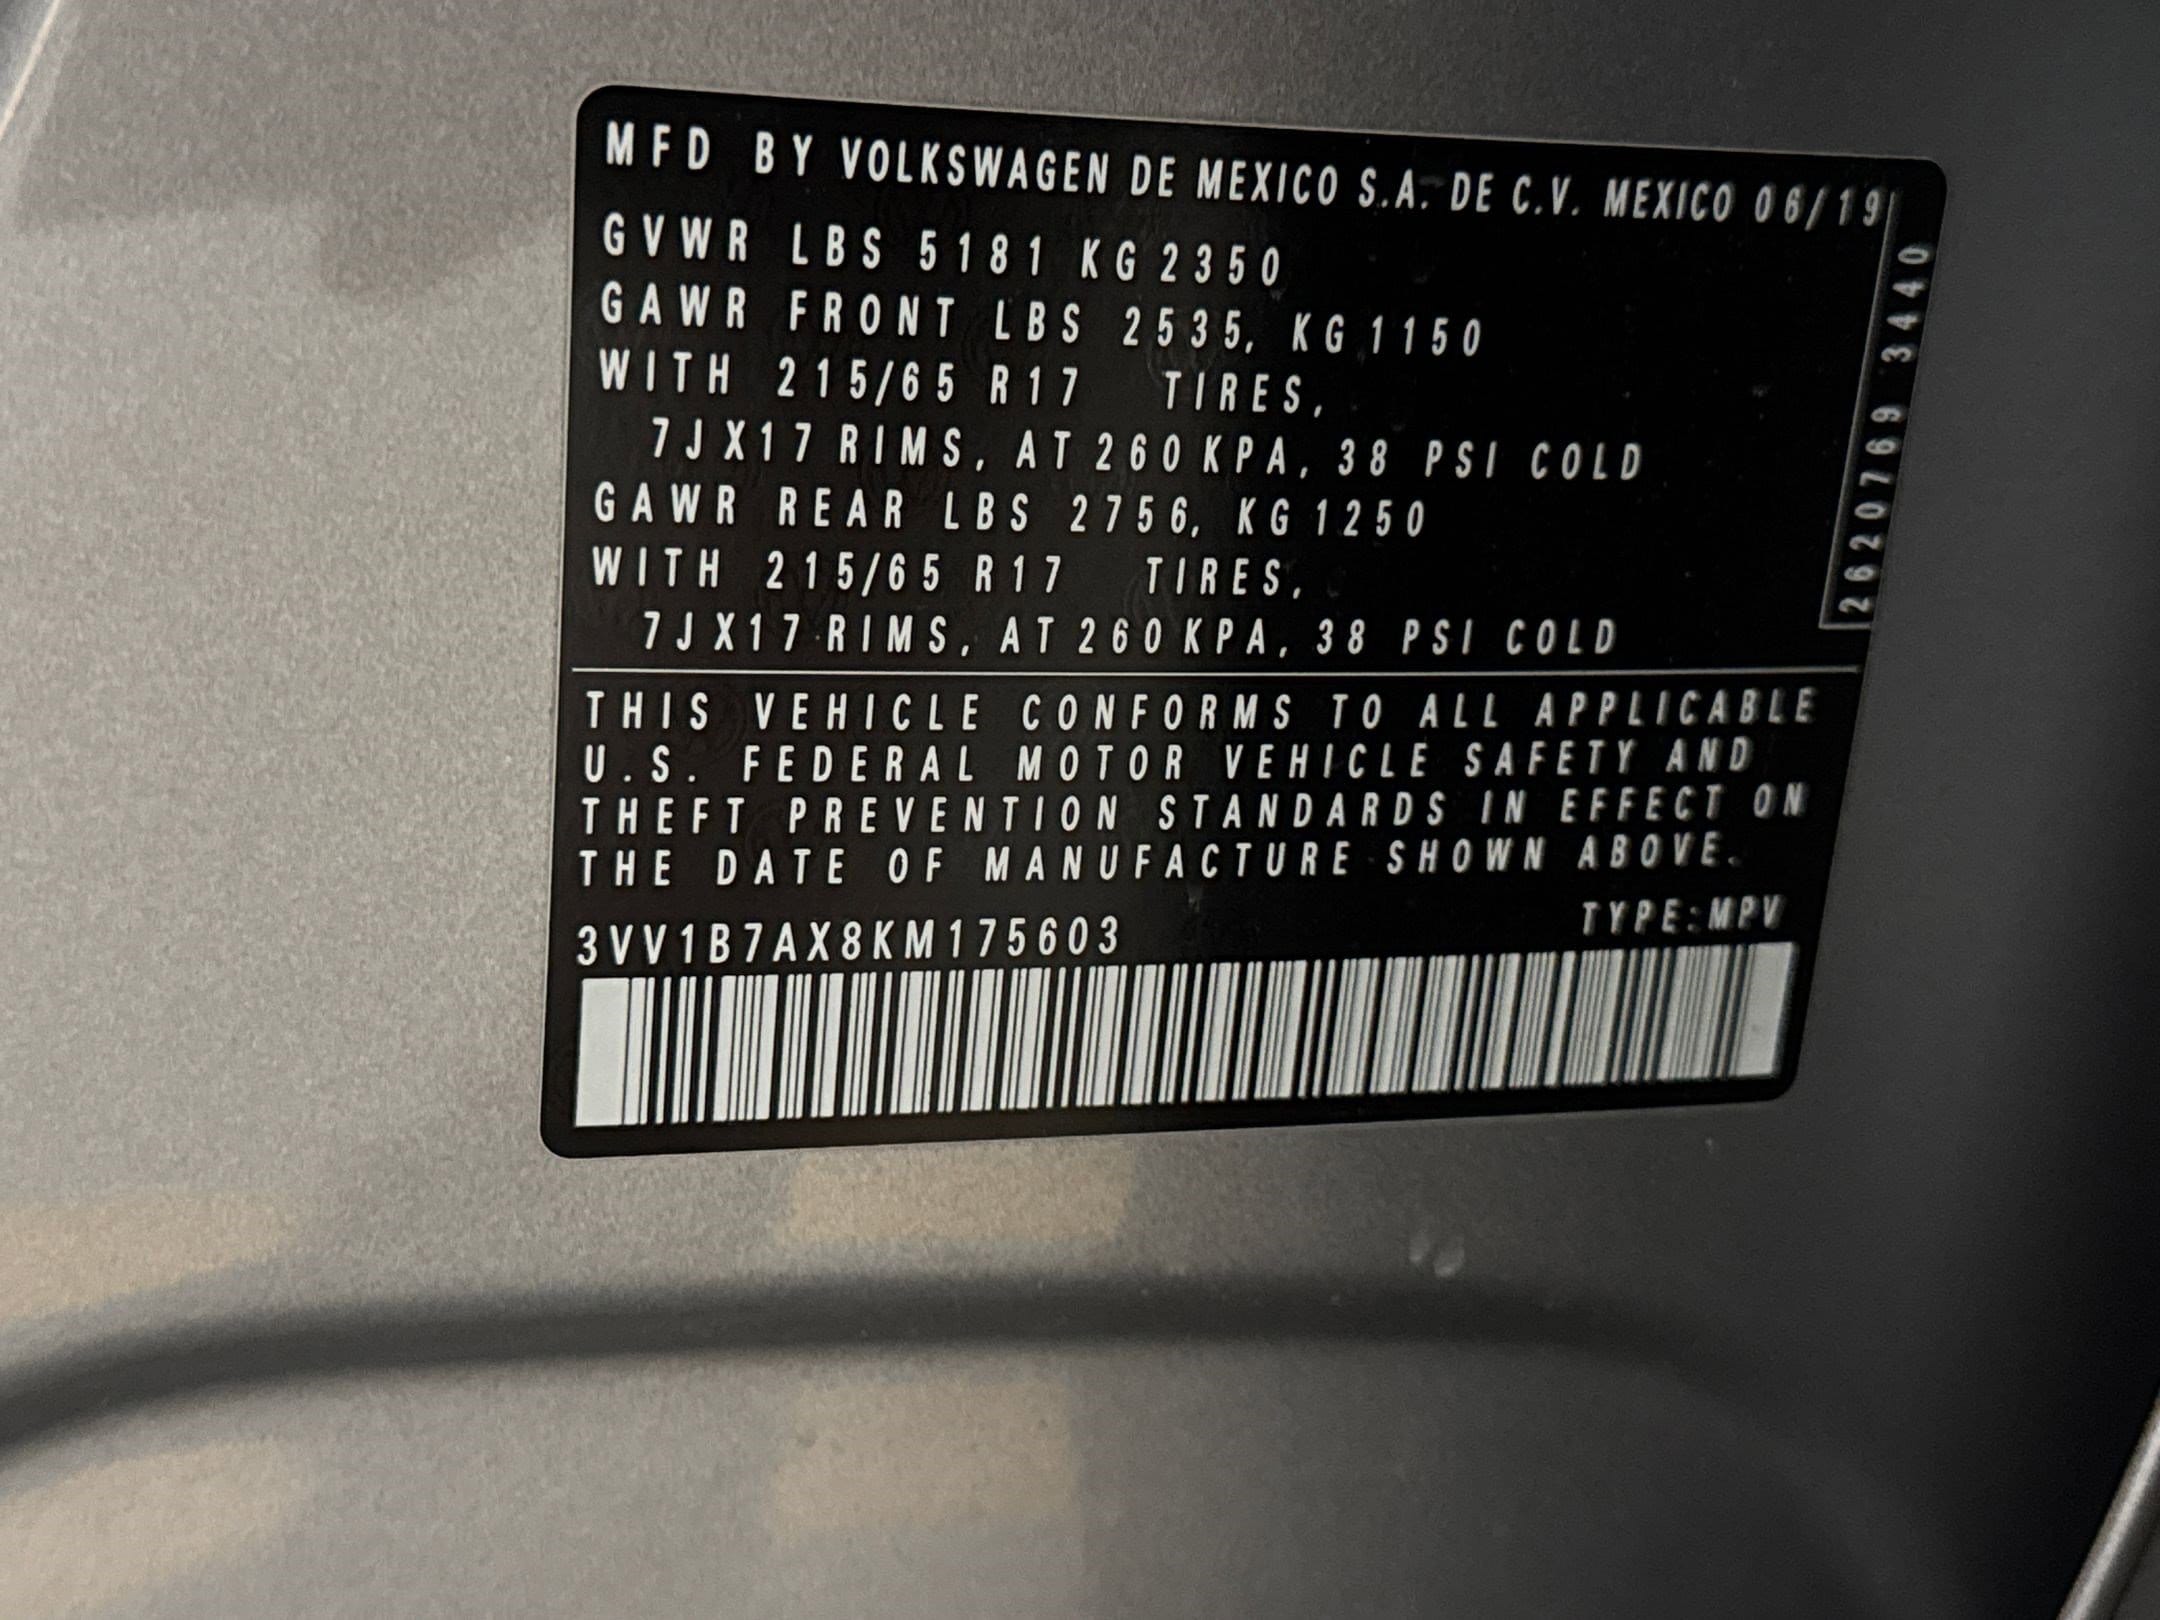 MFD BY VOLKSWAGEN DE MEXICO S.A. DE C.V. MEXICO 06/19
GVWR LBS 5181 KG 2350
GAWR FRONT LBS 2535, KG 1150
WITH 215/65 R17 TIRES,
7JX17 RIMS, AT 260 KPA, 38 PSI COLD
GAWR REAR LBS 2756, KG 1250
WITH 215/65 R17 TIRES,
7JX17 RIMS, AT 260 KPA, 38 PSI COLD
2620769 3440
THIS VEHICLE CONFORMS TO ALL APPLICABLE
U.S. FEDERAL MOTOR VEHICLE SAFETY AND
THEFT PREVENTION STANDARDS IN EFFECT ON
THE DATE OF MANUFACTURE SHOWN ABOVE.
3VV1B7AX8KM175603 TYPE:MPV